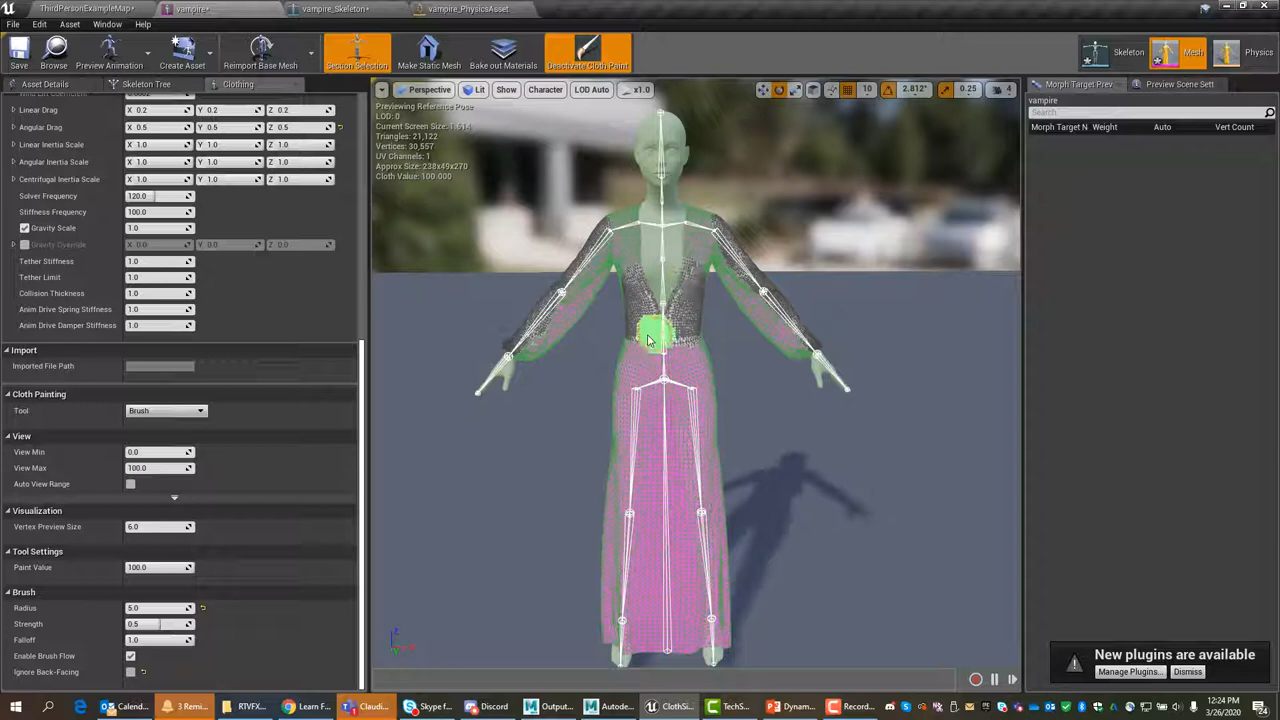 ThirdPersonExampleMap*
vampire*
vampire_Skeleton*
vampire_PhysicsAsset
File Edit Asset Window Help
Save
Browse
Preview Animation
Create Asset
Reimport Base Mesh
Section Selection
Make Static Mesh
Bake out Materials
Deactivate Cloth Paint
Skeleton
Mesh
Physics
Asset Details
Skeleton Tree
Clothing
Linear Drag X 0.2 Y 0.2 Z 0.2
Angular Drag X 0.5 Y 0.5 Z 0.5
Linear Inertia Scale X 1.0 Y 1.0 Z 1.0
Angular Inertia Scale X 1.0 Y 1.0 Z 1.0
Centrifugal Inertia Scale X 1.0 Y 1.0 Z 1.0
Solver Frequency 120.0
Stiffness Frequency 100.0
Gravity Scale 1.0
Gravity Override X 0.0 Y 0.0 Z 0.0
Tether Stiffness 1.0
Tether Limit 1.0
Collision Thickness 1.0
Anim Drive Spring Stiffness 1.0
Anim Drive Damper Stiffness 1.0
Import
Imported File Path
Cloth Painting
Tool Brush
View
View Min 0.0
View Max 100.0
Auto View Range
Visualization
Vertex Preview Size 6.0
Tool Settings
Paint Value 100.0
Brush
Radius 5.0
Strength 0.5
Falloff 1.0
Enable Brush Flow
Ignore Back-Facing
Perspective Lit Show Character LOD Auto x1.0
10 2.812° 0.25 4
Previewing Reference Pose
LOD: 0
Current Screen Size: 1.614
Triangles: 21,122
Vertices: 30,557
UV Channels: 1
Approx Size: 238x49x270
Cloth Value: 100.000
Morph Target Prev
Preview Scene Set
vampire
Search
Morph Target N Weight Auto Vert Count
New plugins are available
Manage Plugins... Dismiss
Calend...
3 Remi...
RTVFX...
Learn F...
Claudi...
Skype f...
Discord
Output...
Autode...
ClothSi...
TechS...
Dynam...
Record...
12:24 PM
3/26/2020